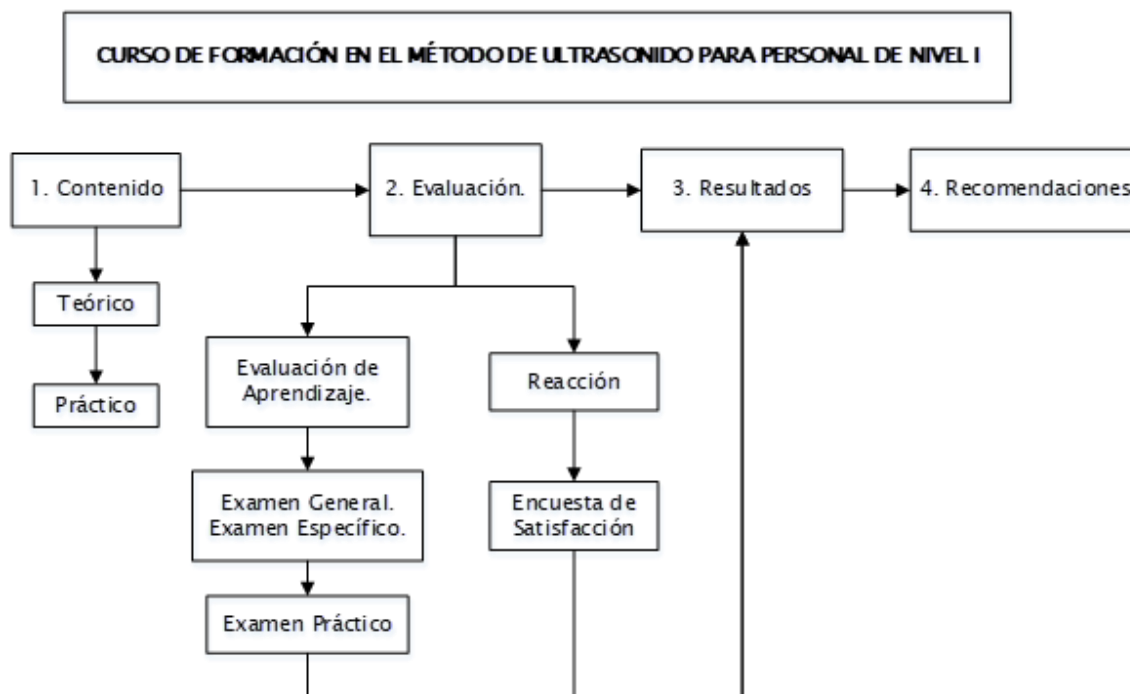 CURSO DE FORMACIÓN EN EL MÉTODO DE ULTRASONIDO PARA PERSONAL DE NIVEL I
1. Contenido
2. Evaluación.
3. Resultados
4. Recomendaciones
Teórico
Práctico
Evaluación de
Aprendizaje.
Reacción
Examen General.
Examen Específico.
Encuesta de
Satisfacción
Examen Práctico